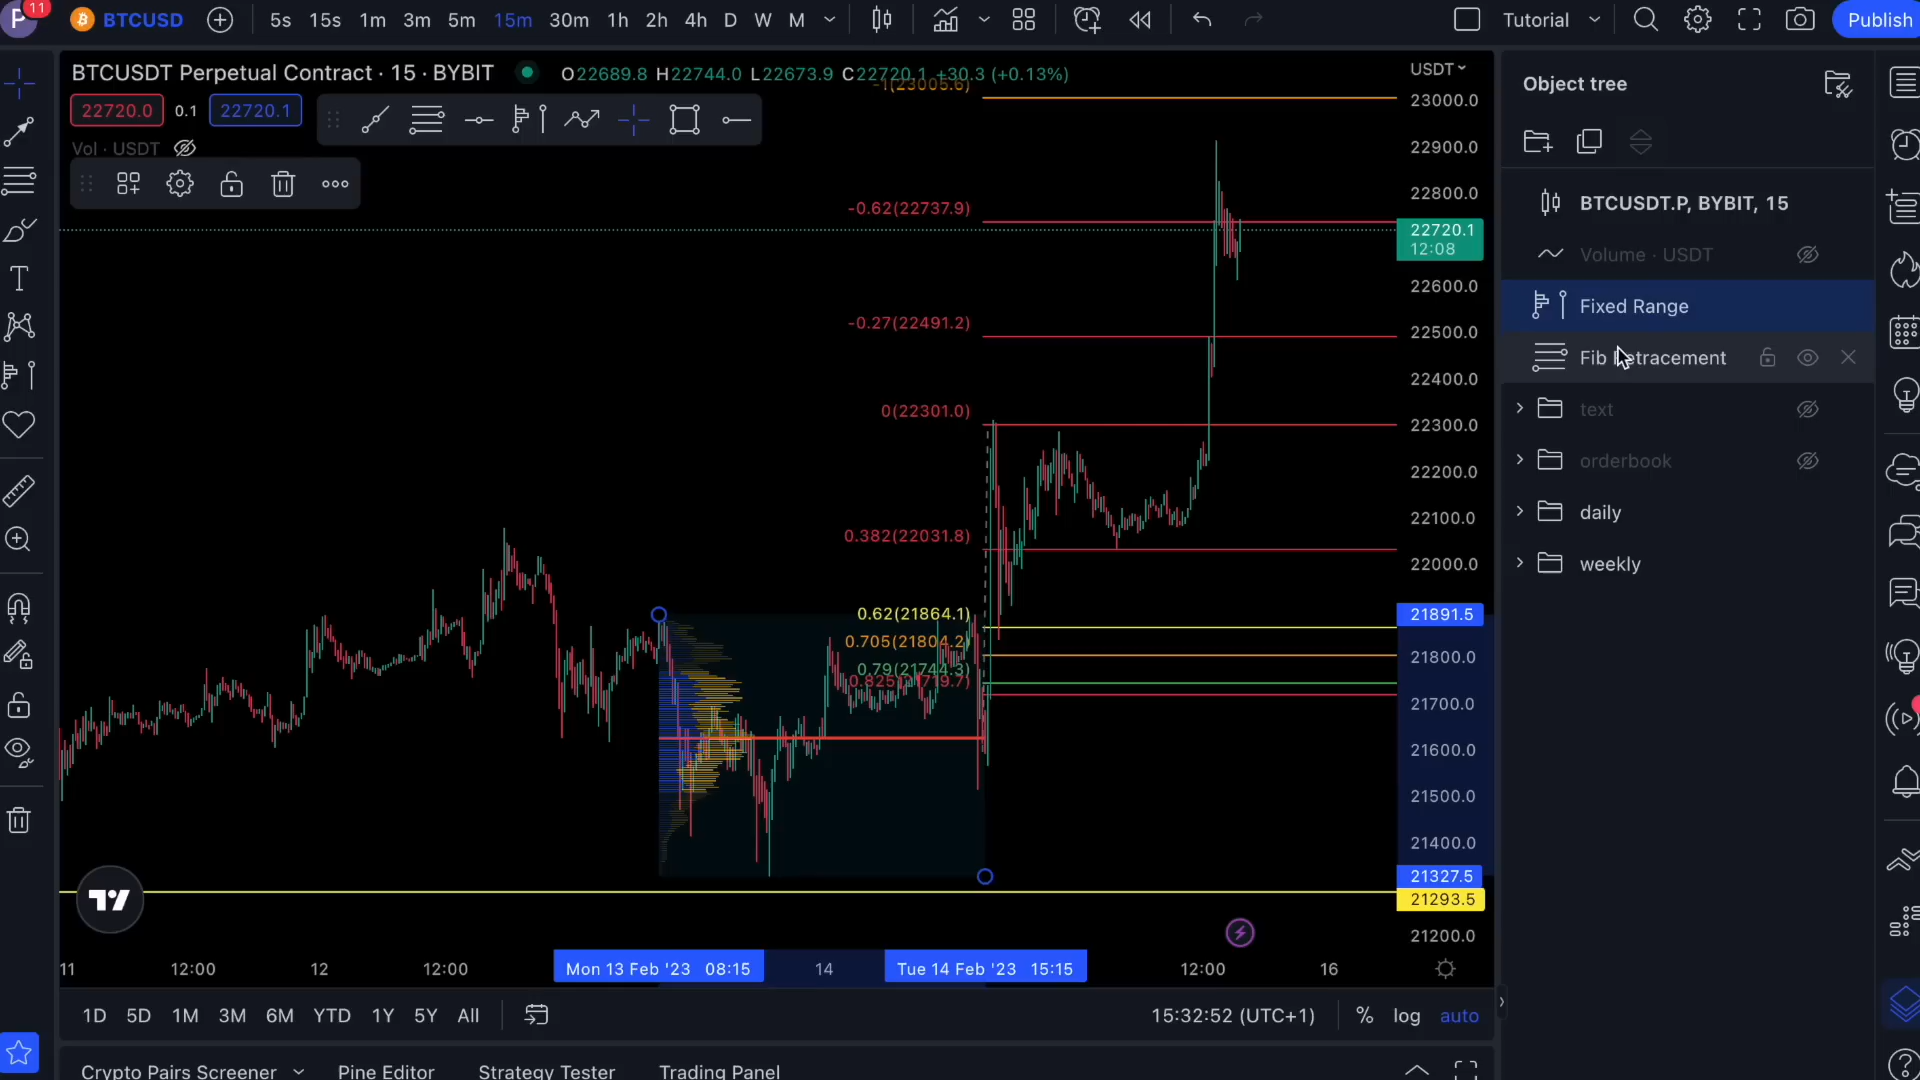 P 11 BTCUSD 5s 15s 1m 3m 5m 15m 30m 1h 2h 4h D W M Tutorial Publish
BTCUSDT Perpetual Contract · 15 · BYBIT O22689.8 H22744.0 L22673.9 C22720.1 +30.3 (+0.13%)
22720.0 0.1 22720.1
Vol · USDT
-1(23005.6)
-0.62(22737.9)
-0.27(22491.2)
0(22301.0)
0.382(22031.8)
0.62(21864.1)
0.705(21804.2)
0.79(21744.3)
USDT
23000.0
22900.0
22800.0
22720.1
12:08
22600.0
22500.0
22400.0
22300.0
22200.0
22100.0
22000.0
21891.5
21800.0
21700.0
21600.0
21500.0
21400.0
21327.5
21293.5
21200.0
11 12:00 12 12:00 Mon 13 Feb '23 08:15 14 Tue 14 Feb '23 15:15 12:00 16
1D 5D 1M 3M 6M YTD 1Y 5Y All 15:32:52 (UTC+1) % log auto
Crypto Pairs Screener Pine Editor Strategy Tester Trading Panel
Object tree
BTCUSDT.P, BYBIT, 15
Volume · USDT
Fixed Range
Fib Retracement
text
orderbook
daily
weekly